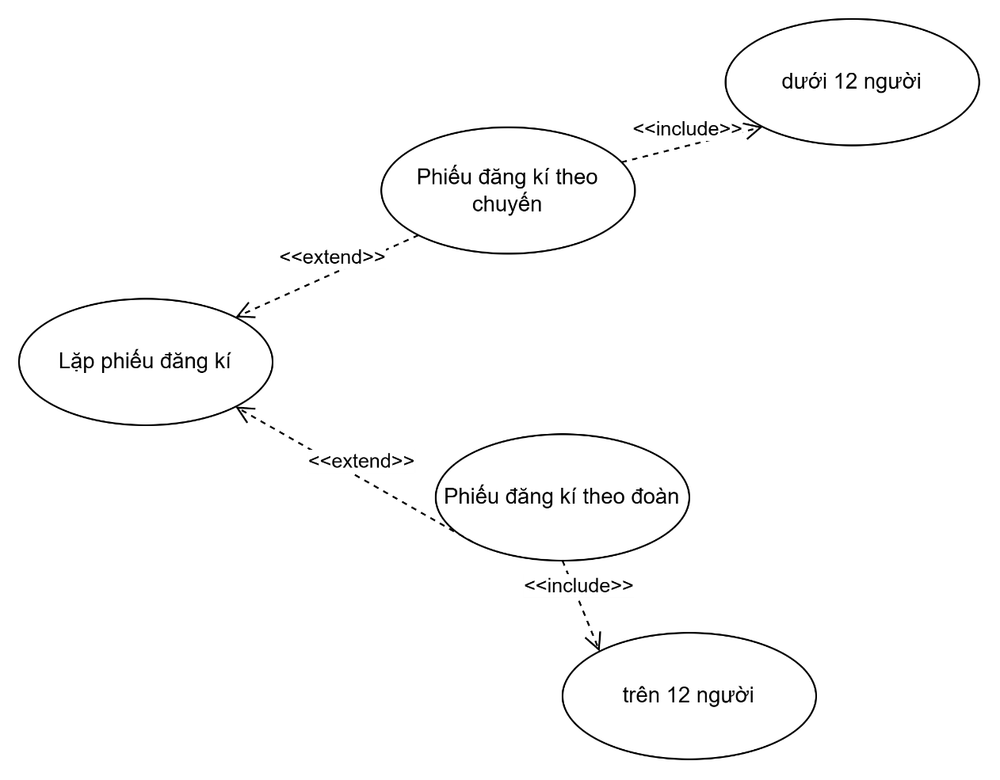 dưới 12 người
<<include>>
Phiếu đăng kí theo
chuyến
<<extend>>
Lặp phiếu đăng kí
<<extend>>
Phiếu đăng kí theo đoàn
<<include>>
trên 12 người